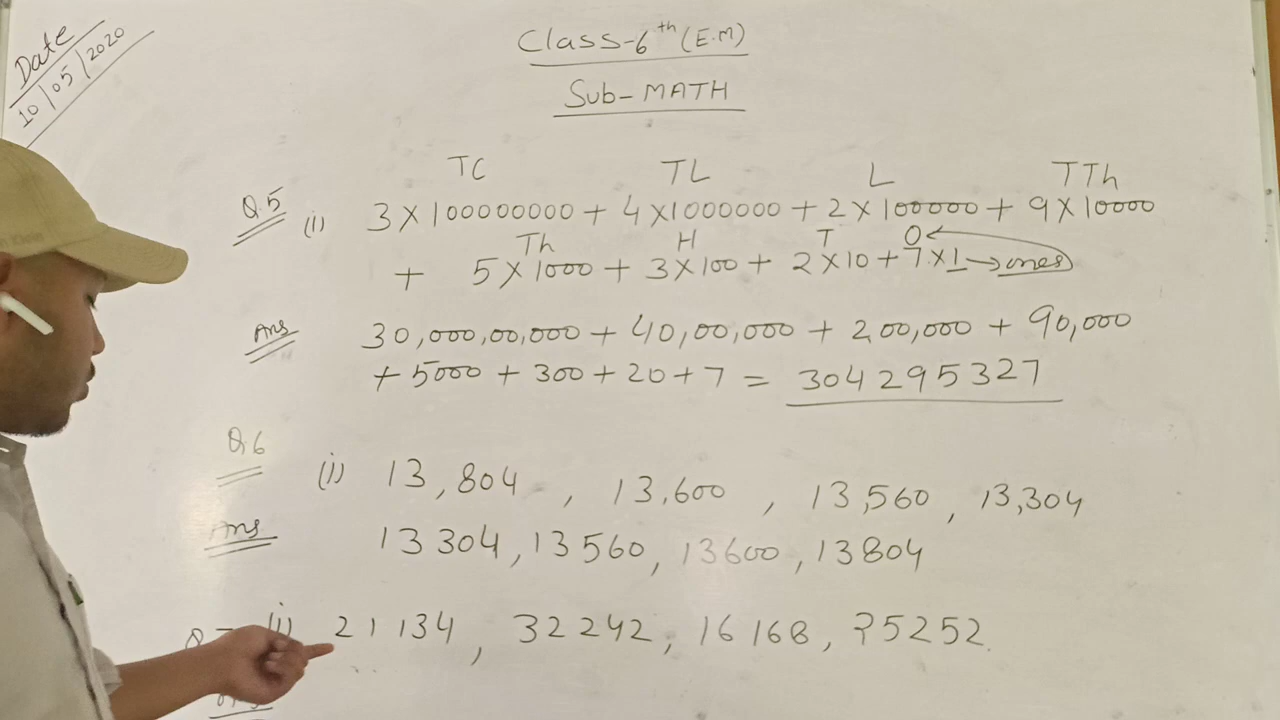 Date
10/05/2020
Class-6th (E.M)
Sub-MATH
TC TL L TTh
Q.5 (i) 3×100000000 + 4×1000000 + 2×100000 + 9×10000
Th H T O
+ 5×1000 + 3×100 + 2×10 + 7×1→ones
Ans 30,000,00,000 + 40,00,000 + 200,000 + 90,000
+ 5000 + 300 + 20 + 7 = 304295327
Q.6 (i) 13,804 , 13,600 , 13,560 , 13,304
Ans 13304, 13560, 13600, 13804
(i) 21134, 32242, 16168, 25252.